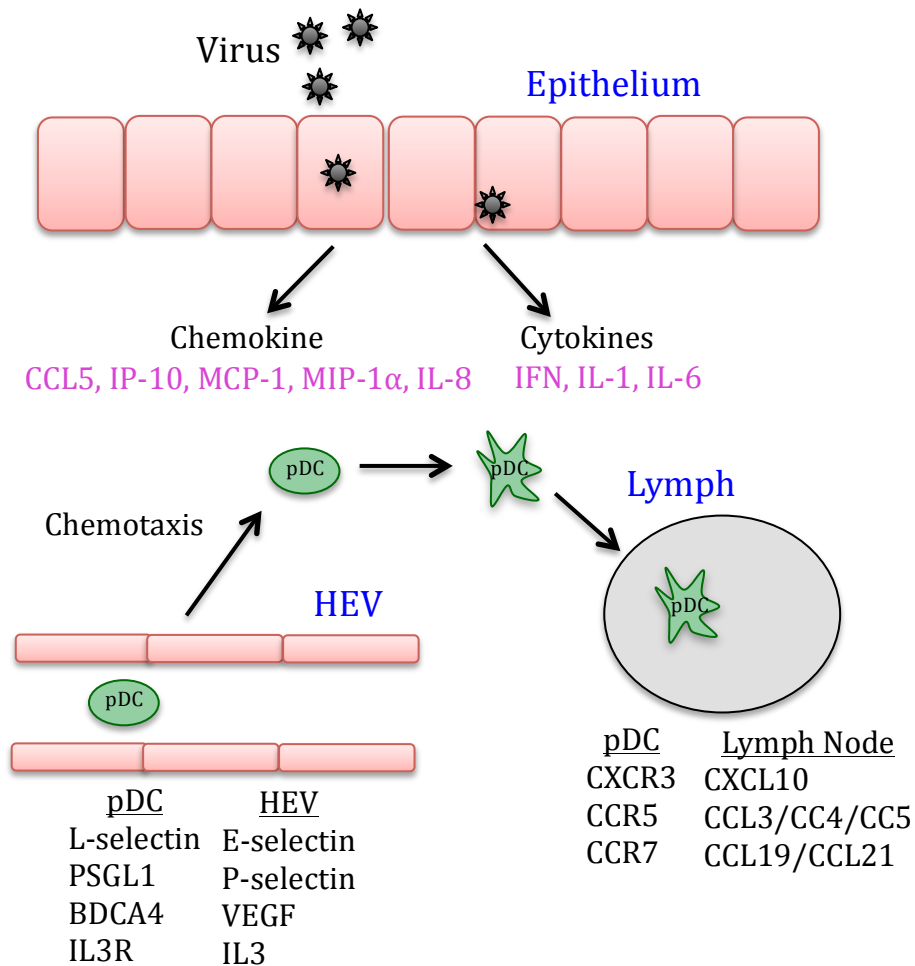 Virus
Epithelium
Chemokine
CCL5, IP-10, MCP-1, MIP-1α, IL-8
Cytokines
IFN, IL-1, IL-6
pDC
pDC
Lymph
Chemotaxis
pDC
HEV
pDC
pDC HEV
L-selectin E-selectin
PSGL1 P-selectin
BDCA4 VEGF
IL3R IL3
pDC Lymph Node
CXCR3 CXCL10
CCR5 CCL3/CC4/CC5
CCR7 CCL19/CCL21